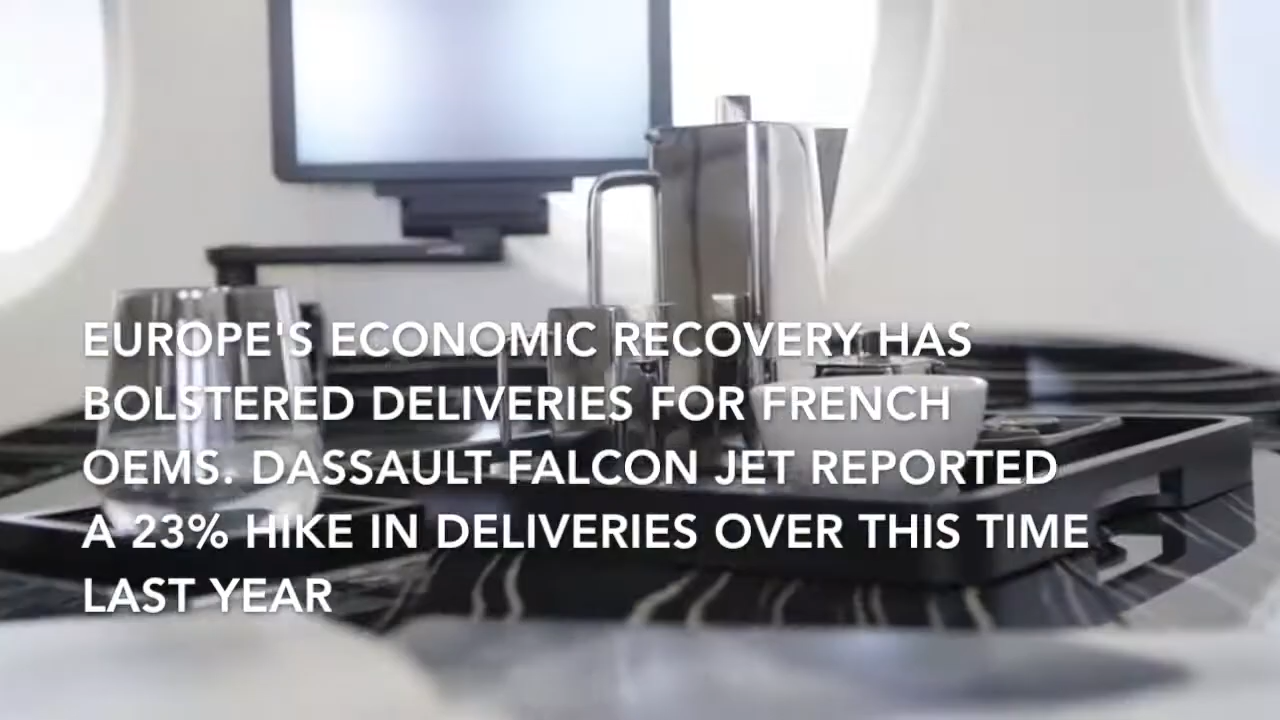 EUROPE'S ECONOMIC RECOVERY HAS
BOLSTERED DELIVERIES FOR FRENCH
OEMS. DASSAULT FALCON JET REPORTED
A 23% HIKE IN DELIVERIES OVER THIS TIME
LAST YEAR